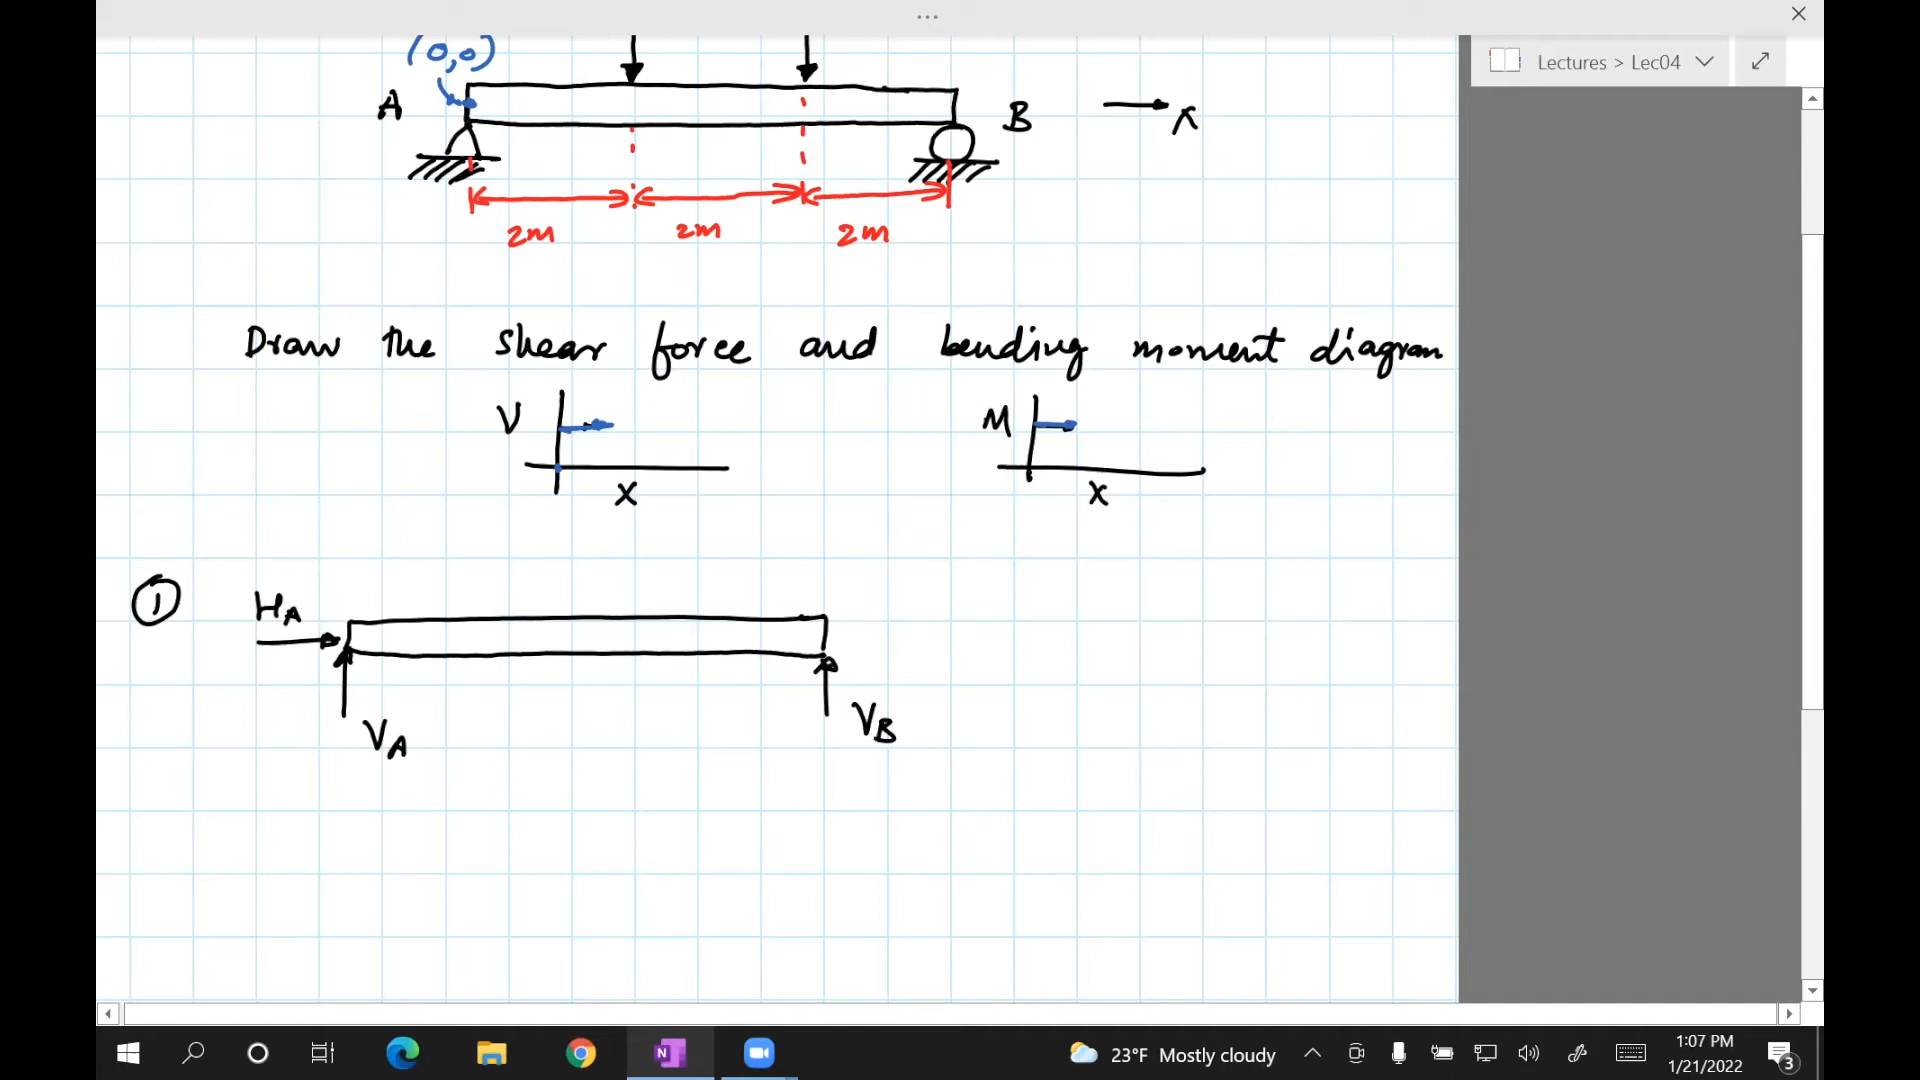 Lectures > Lec04
(0,0)
A
B
X
2m 2m 2m
Draw the shear force and bending moment diagram
V
M
X
X
1
HA
VA
VB
N
23°F Mostly cloudy
1:07 PM
1/21/2022
3